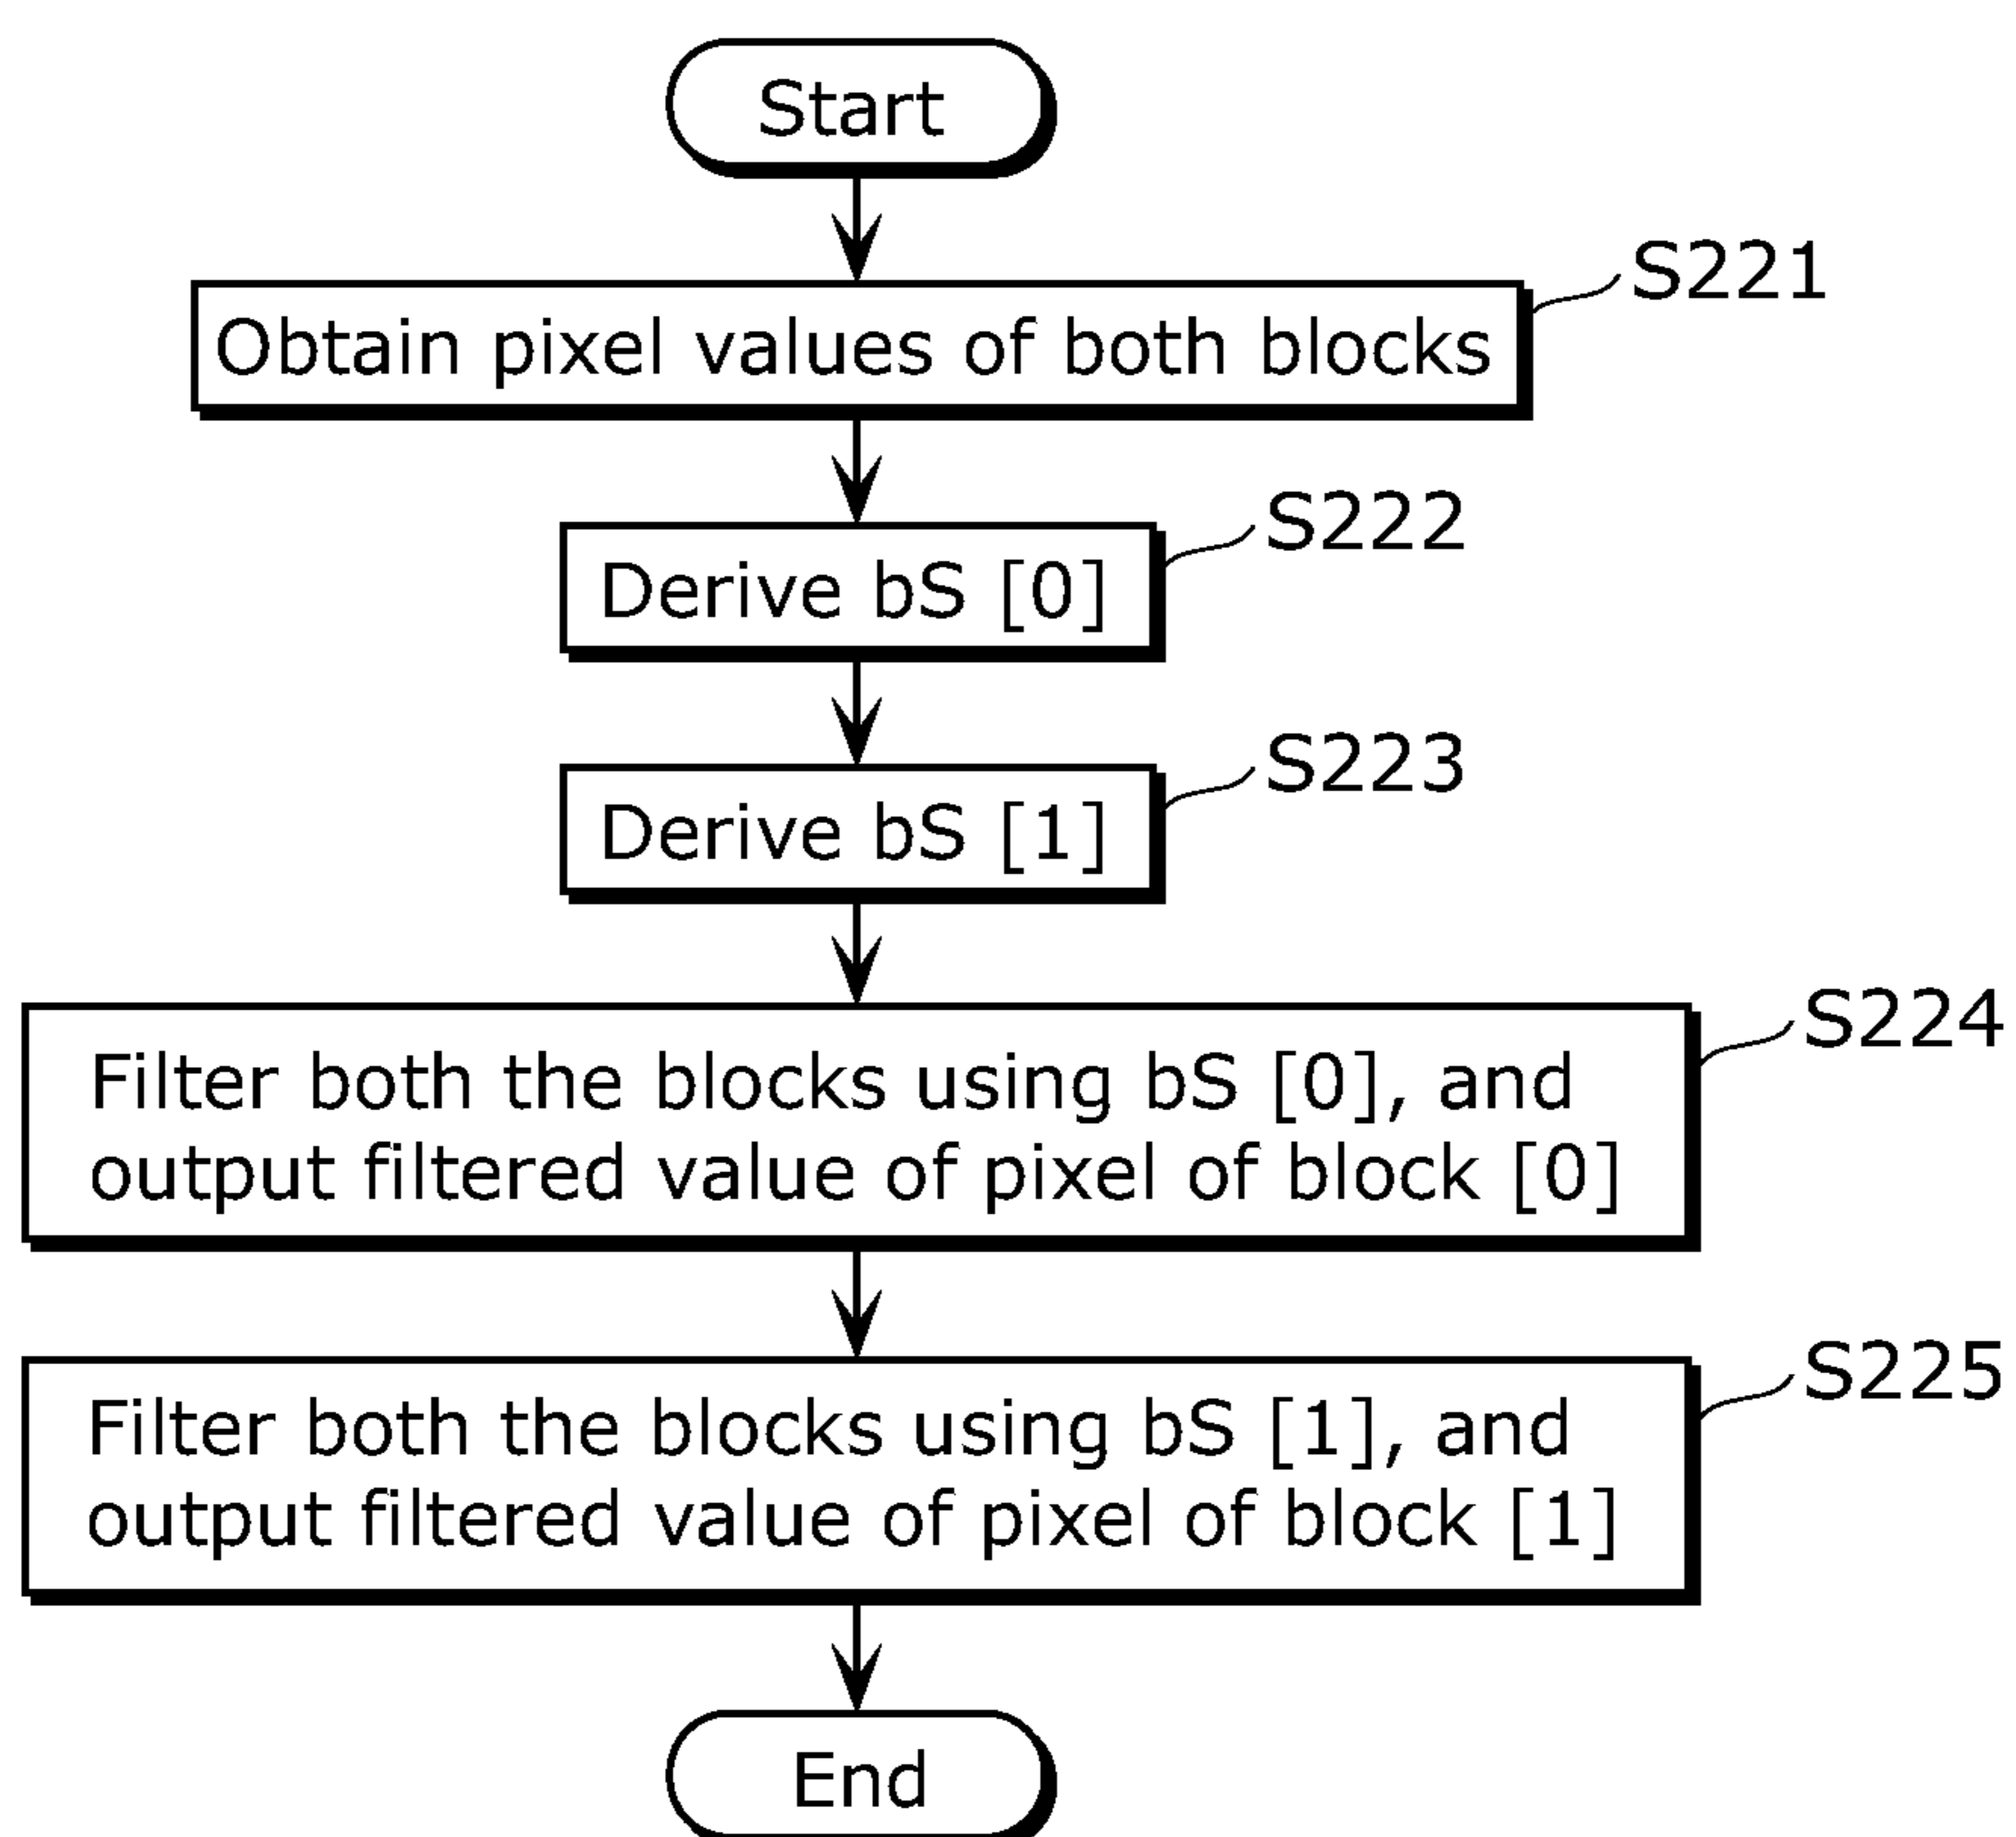 Start
S221
Obtain pixel values of both blocks
S222
Derive bS [0]
S223
Derive bS [1]
S224
Filter both the blocks using bS [0], and
output filtered value of pixel of block [0]
S225
Filter both the blocks using bS [1], and
output filtered value of pixel of block [1]
End